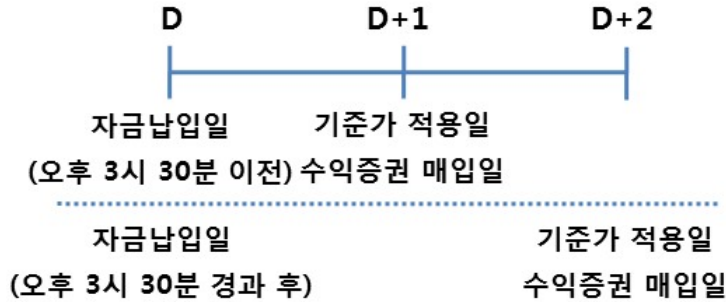 D D+1 D+2
자금납입일 기준가 적용일
(오후 3시 30분 이전) 수익증권 매입일
자금납입일 기준가 적용일
(오후 3시 30분 경과 후) 수익증권 매입일